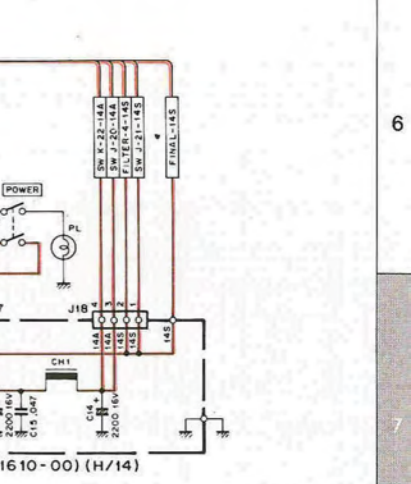 SW K-22-14A
SW J-20-14A
FILTER-4-14S
SW J-21-14S
FINAL-14S
6
POWER
PL
J18
4
3
2
1
14A
14A
14S
14S
14S
CH1
C14 +
2200 16V
2200 16V
C15 .047
7
1610-00) (H/14)